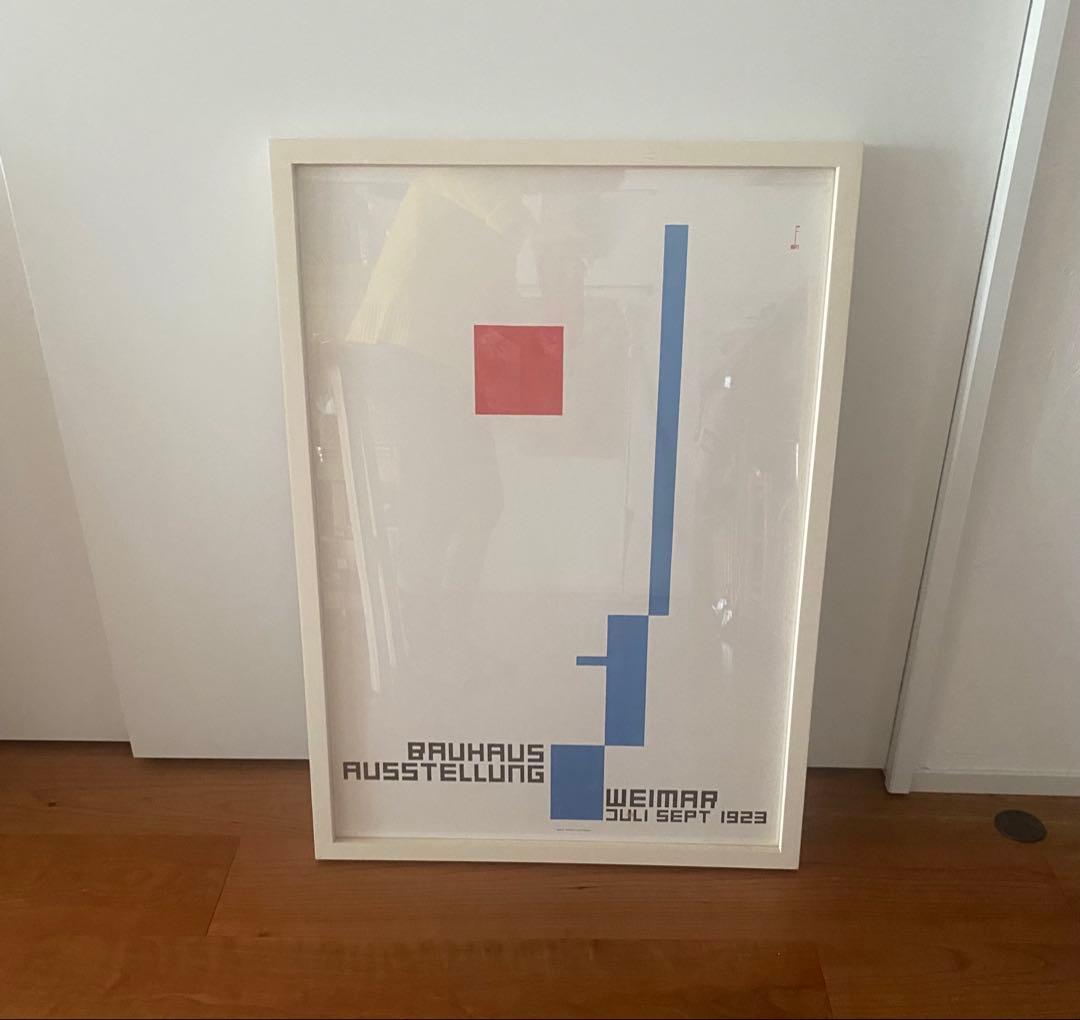 BAUHAUS
AUSSTELLUNG
WEIMAR
JULI SEPT 1923